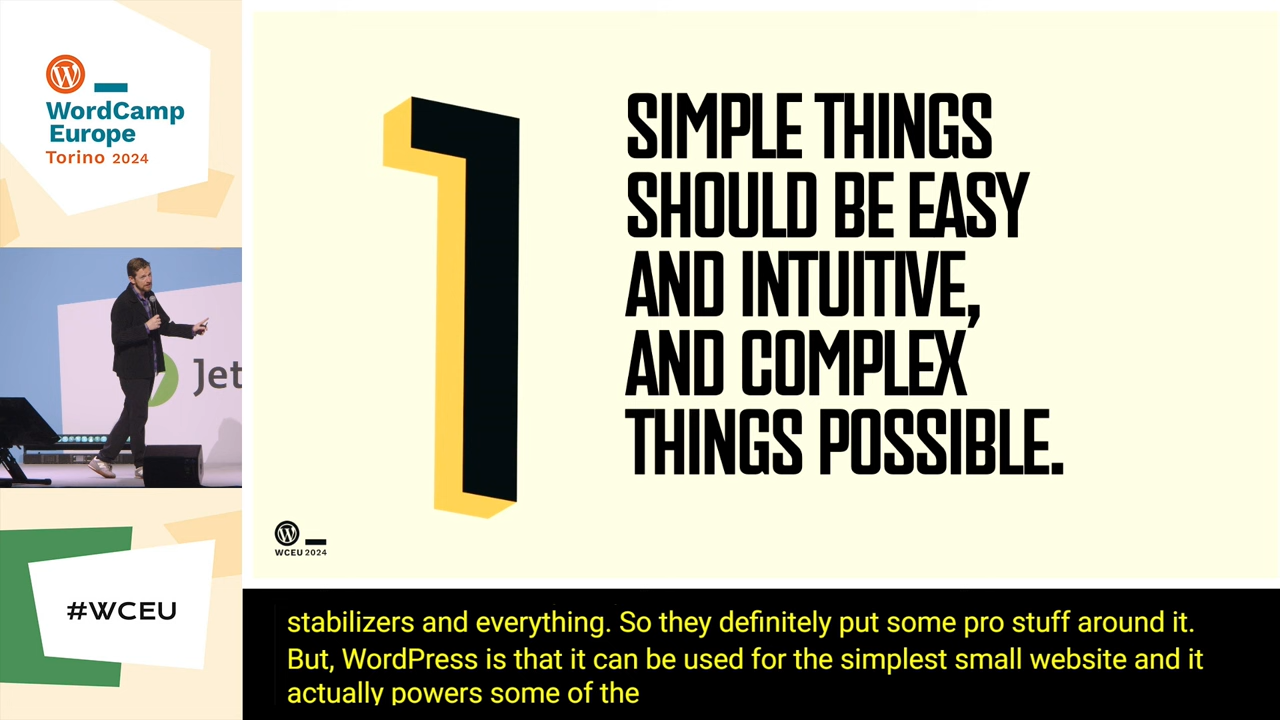 WordCamp
Europe
Torino 2024
Jet
#WCEU
1
SIMPLE THINGS
SHOULD BE EASY
AND INTUITIVE,
AND COMPLEX
THINGS POSSIBLE.
WCEU 2024
stabilizers and everything. So they definitely put some pro stuff around it.
But, WordPress is that it can be used for the simplest small website and it
actually powers some of the